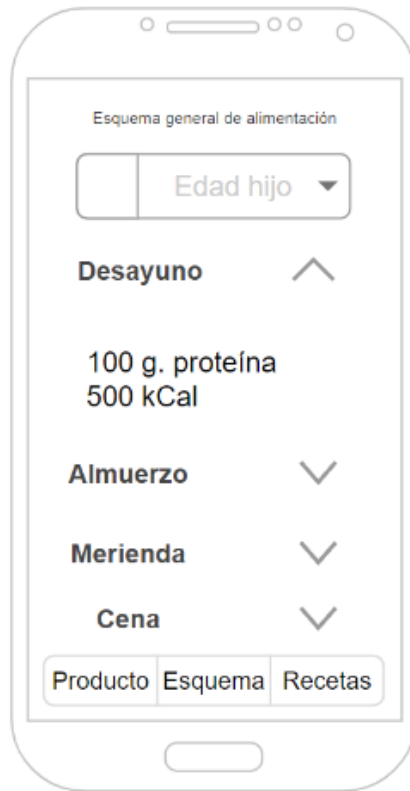 Esquema general de alimentación
Edad hijo
Desayuno
100 g. proteína
500 kCal
Almuerzo
Merienda
Cena
Producto Esquema Recetas